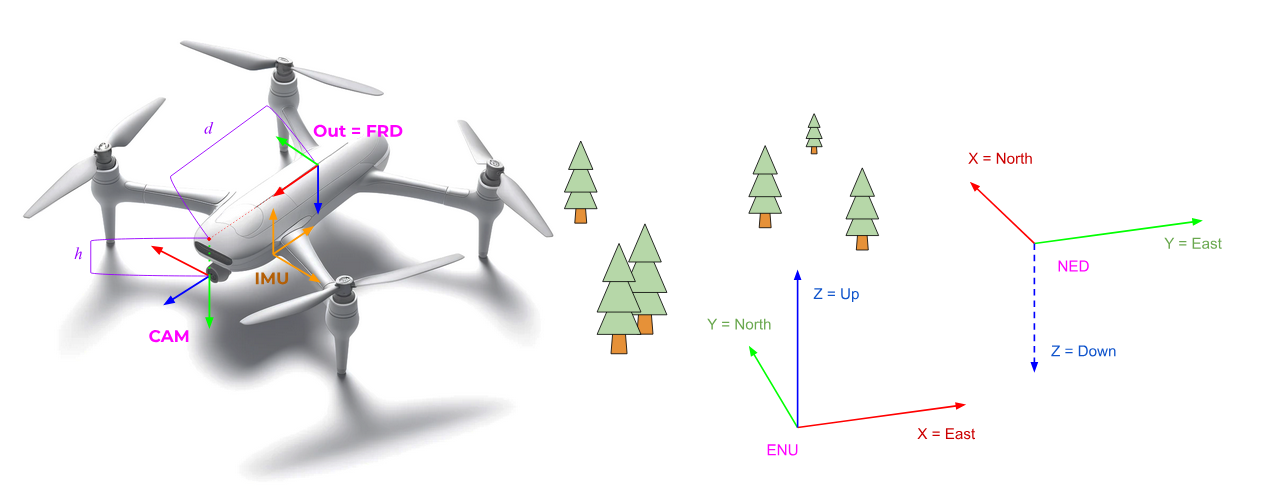 d
Out = FRD
h
IMU
CAM
X = North
Y = East
NED
Z = Up
Y = North
Z = Down
X = East
ENU